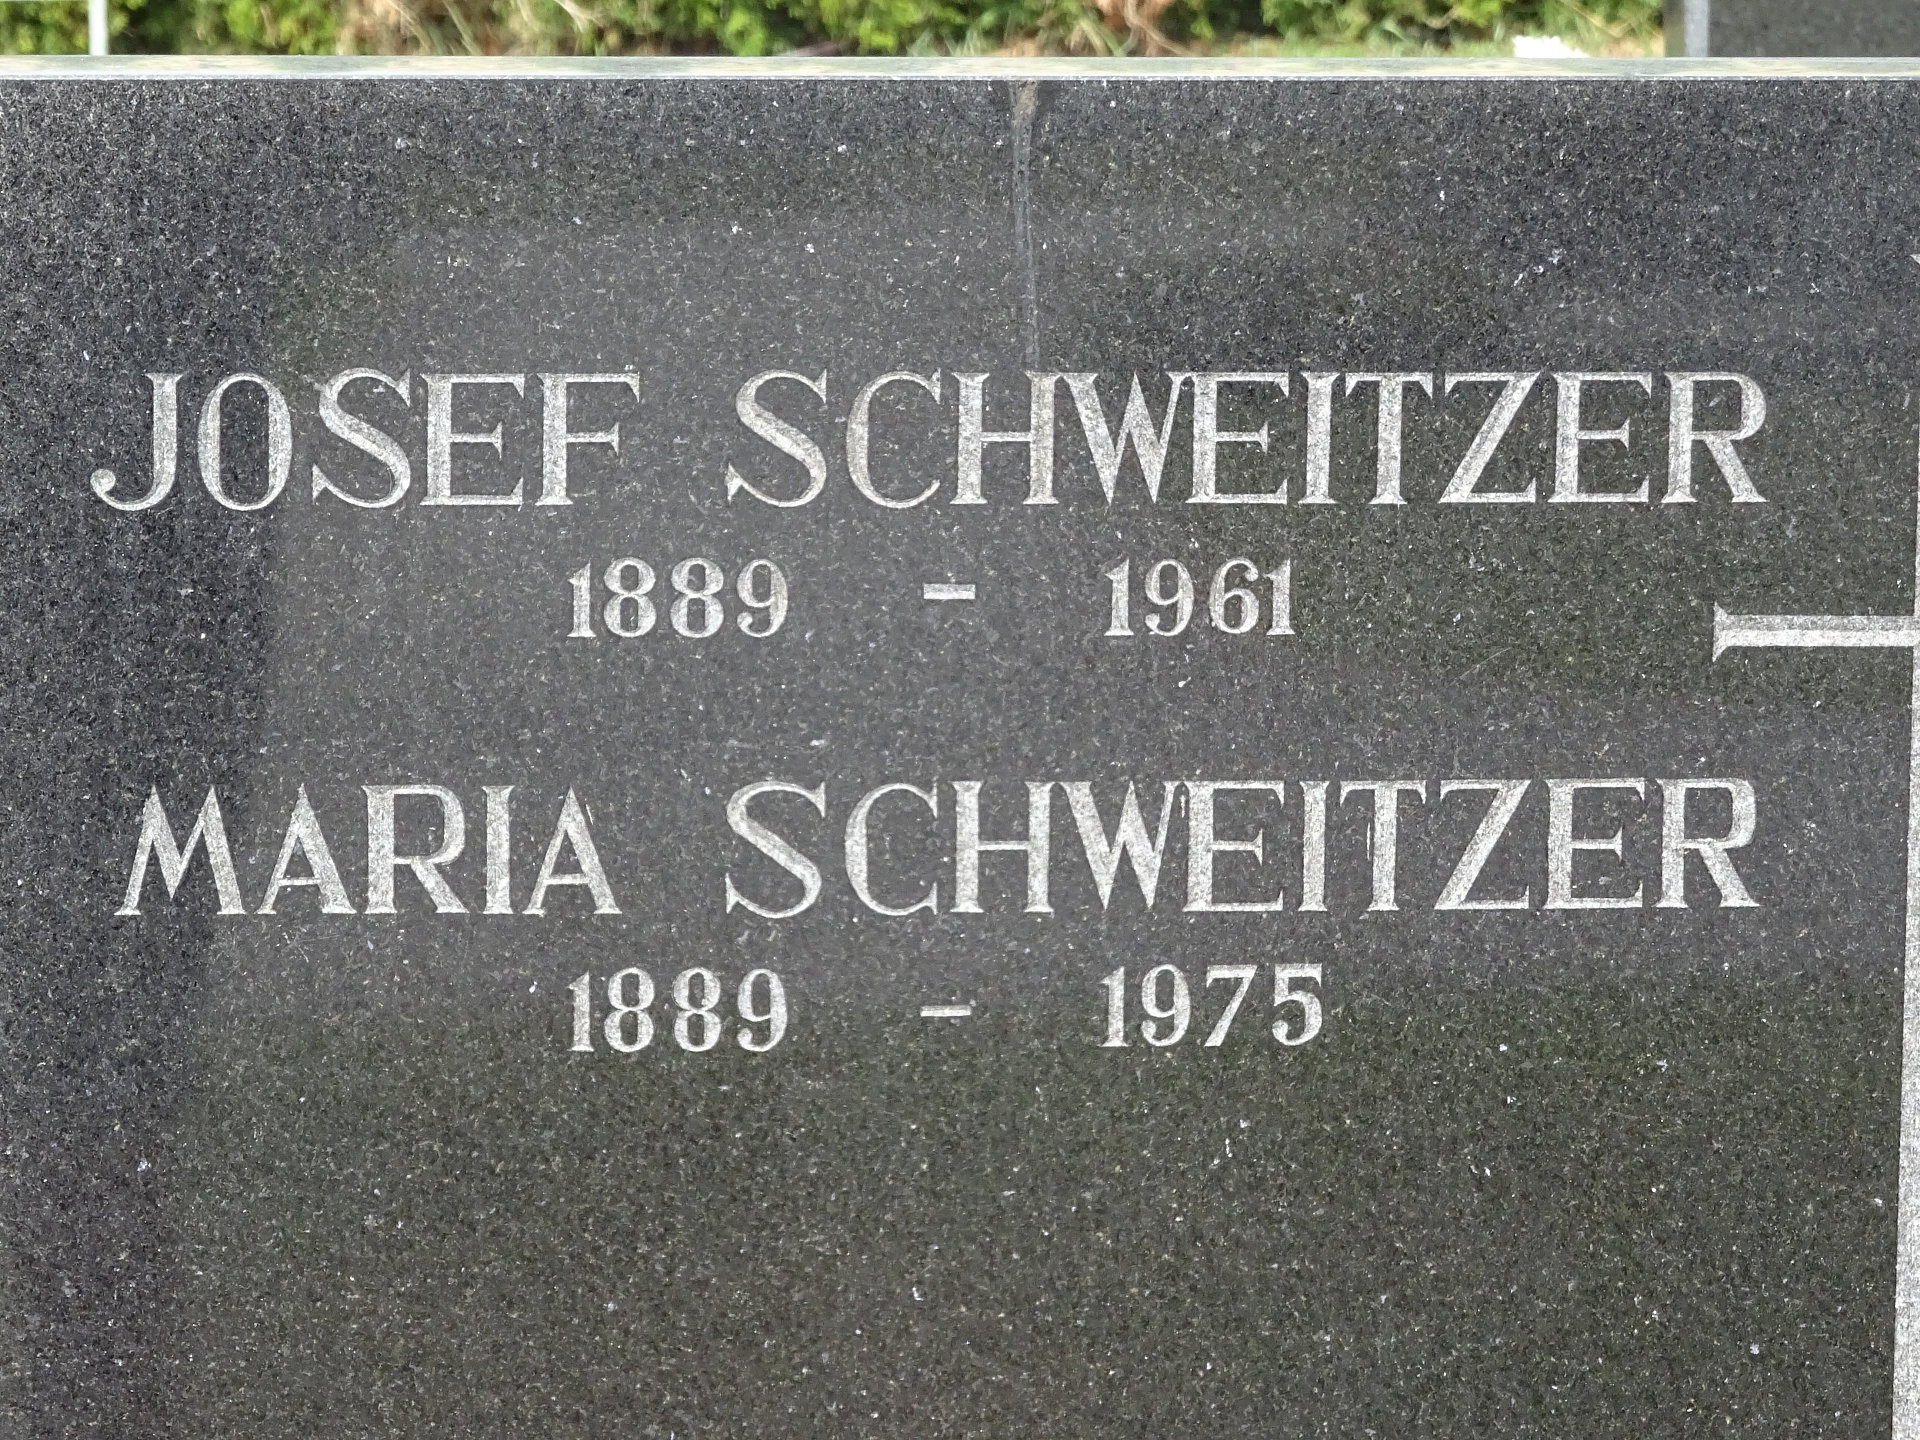 JOSEF SCHWEITZER
1889 - 1961
MARIA SCHWEITZER
1889 - 1975